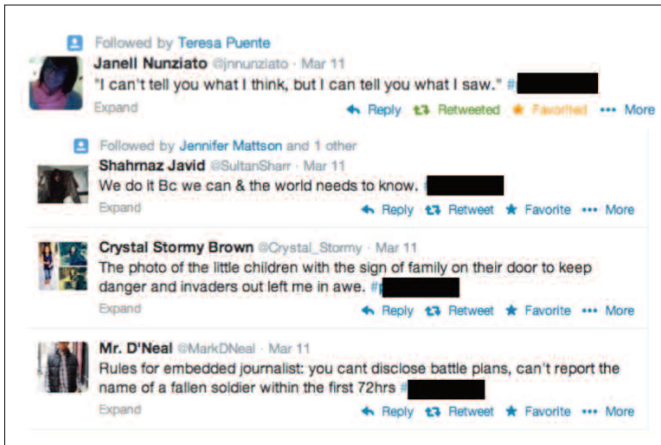 Followed by Teresa Puente
Janell Nunziato @jnnunziato · Mar 11
"I can't tell you what I think, but I can tell you what I saw." #
Expand Reply Retweeted Favorited More
Followed by Jennifer Mattson and 1 other
Shahrnaz Javid @SultanSharr · Mar 11
We do it Bc we can & the world needs to know. #
Expand Reply Retweet Favorite More
Crystal Stormy Brown @Crystal_Stormy · Mar 11
The photo of the little children with the sign of family on their door to keep
danger and invaders out left me in awe. #
Expand Reply Retweet Favorite More
Mr. D'Neal @MarkDNeal · Mar 11
Rules for embedded journalist: you cant disclose battle plans, can't report the
name of a fallen soldier within the first 72hrs #
Expand Reply Retweet Favorite More